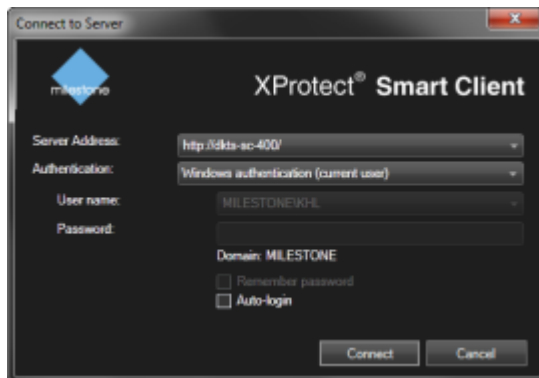 Connect to Server
milestone
XProtect® Smart Client
Server Address: http://dkts-sc-400/
Authentication: Windows authentication (current user)
User name: MILESTONE\KHL
Password:
Domain: MILESTONE
Remember password
Auto-login
Connect Cancel